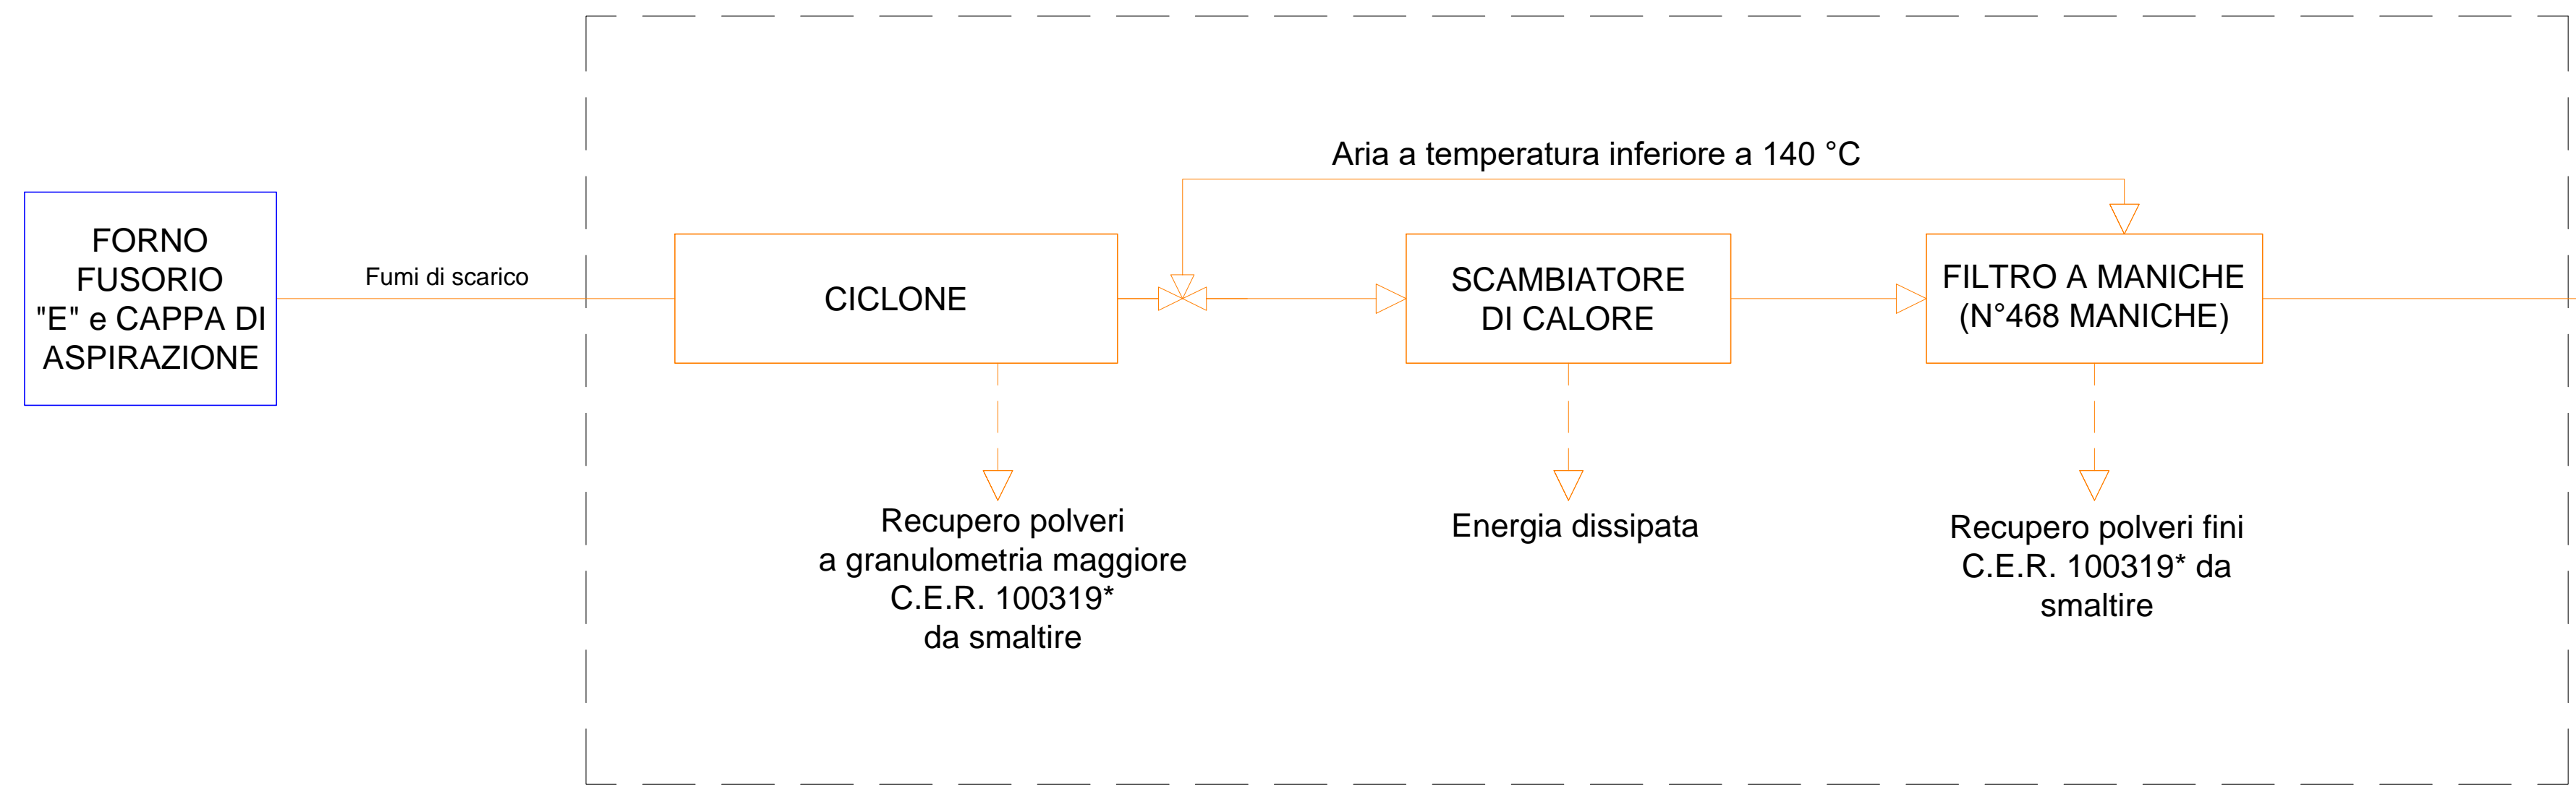 Aria a temperatura inferiore a 140 °C
FORNO
FUSORIO
"E" e CAPPA DI
ASPIRAZIONE
Fumi di scarico
CICLONE
SCAMBIATORE
DI CALORE
FILTRO A MANICHE
(N°468 MANICHE)
Recupero polveri
a granulometria maggiore
C.E.R. 100319*
da smaltire
Energia dissipata
Recupero polveri fini
C.E.R. 100319* da
smaltire